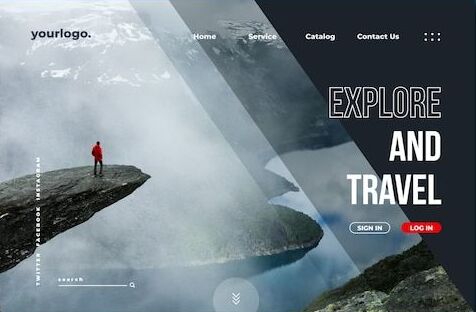 yourlogo.
Home Service Catalog Contact Us
EXPLORE
AND
TRAVEL
SIGN IN LOG IN
TWITTER FACEBOOK INSTAGRAM
search